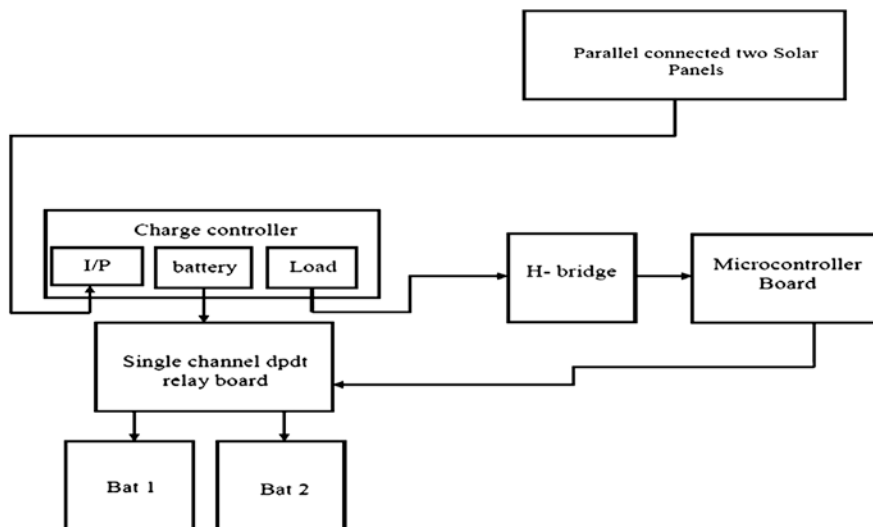 Parallel connected two Solar
Panels
Charge controller
I/P
battery
Load
H- bridge
Microcontroller
Board
Single channel dpdt
relay board
Bat 1
Bat 2